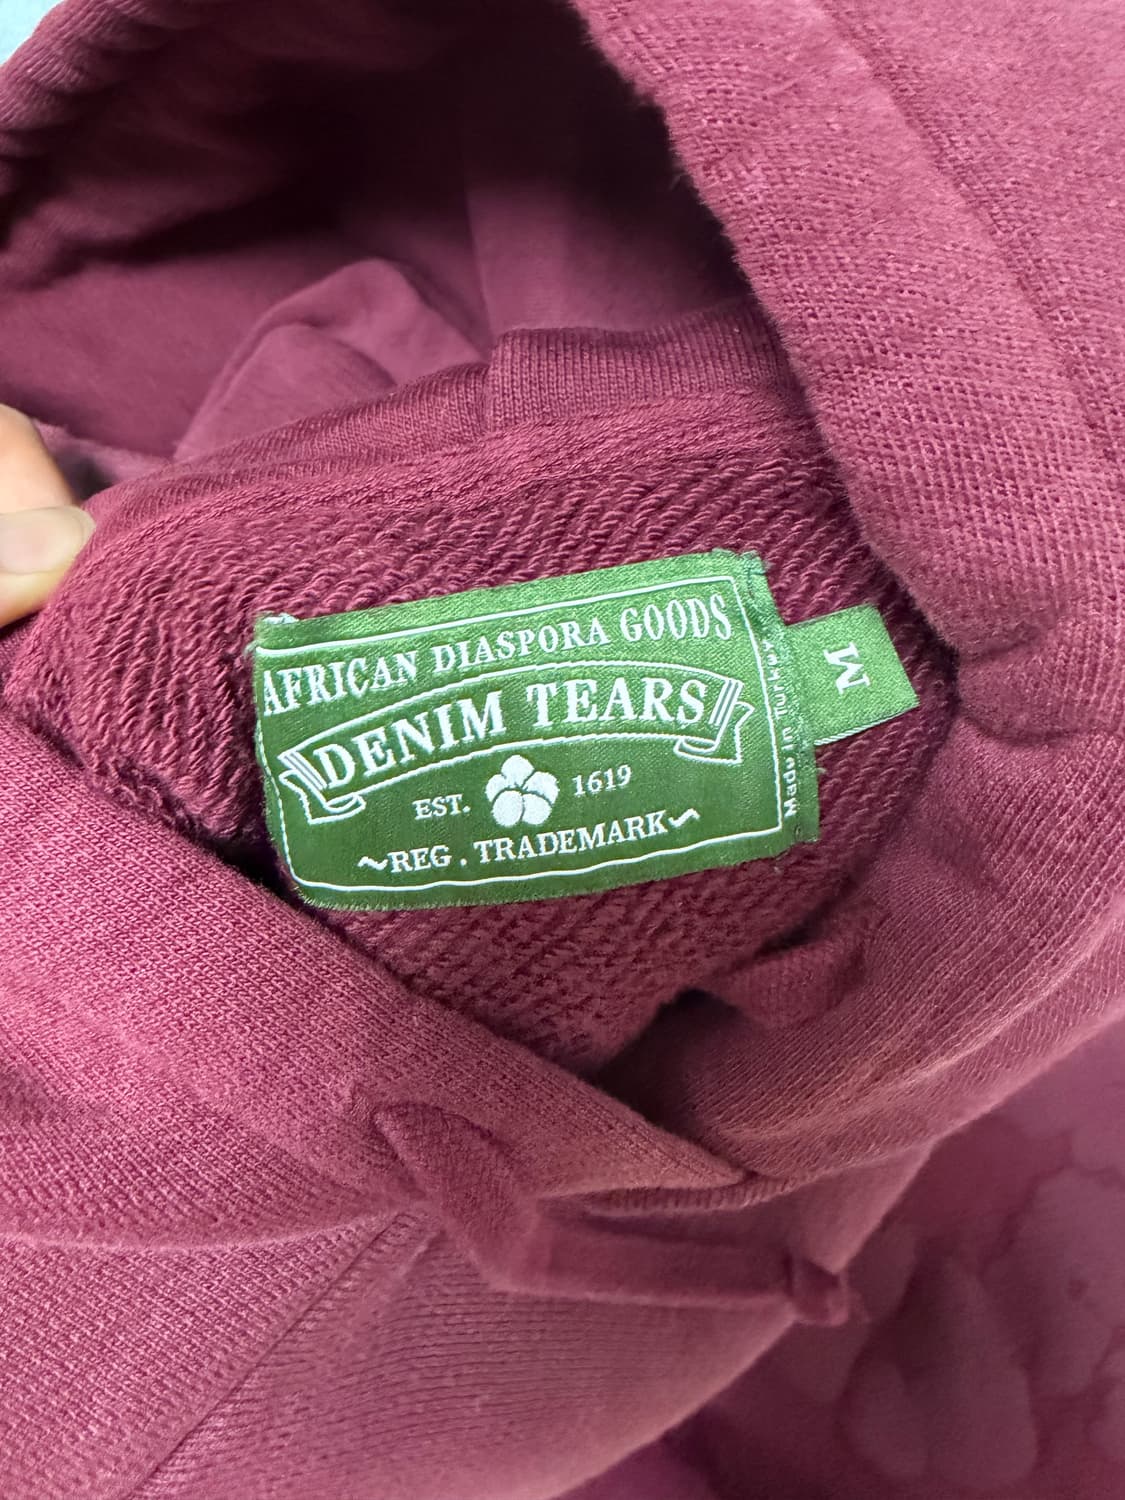 AFRICAN DIASPORA GOODS
DENIM TEARS
EST. 1619
~REG . TRADEMARK~
Made in Turkey
M